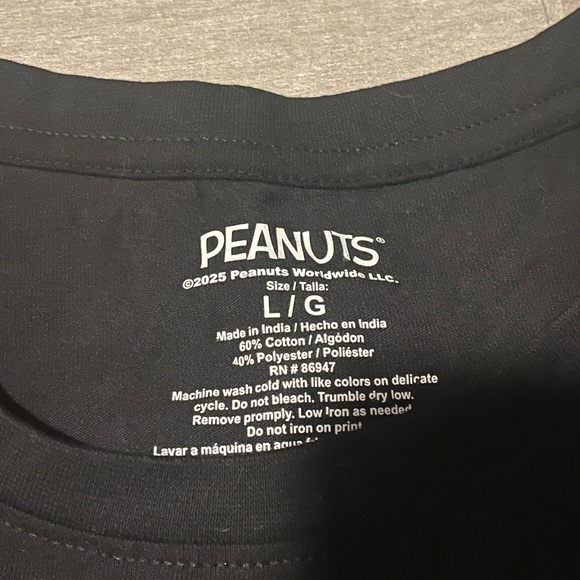 PEANUTS®
©2025 Peanuts Worldwide LLC.
Size / Talla:
L / G
Made in India / Hecho en India
60% Cotton / Algódon
40% Polyester / Poliéster
RN # 86947
Machine wash cold with like colors on delicate
cycle. Do not bleach. Trumble dry low.
Remove promply. Low Iron as needed
Do not iron on print
Lavar a máquina en agua